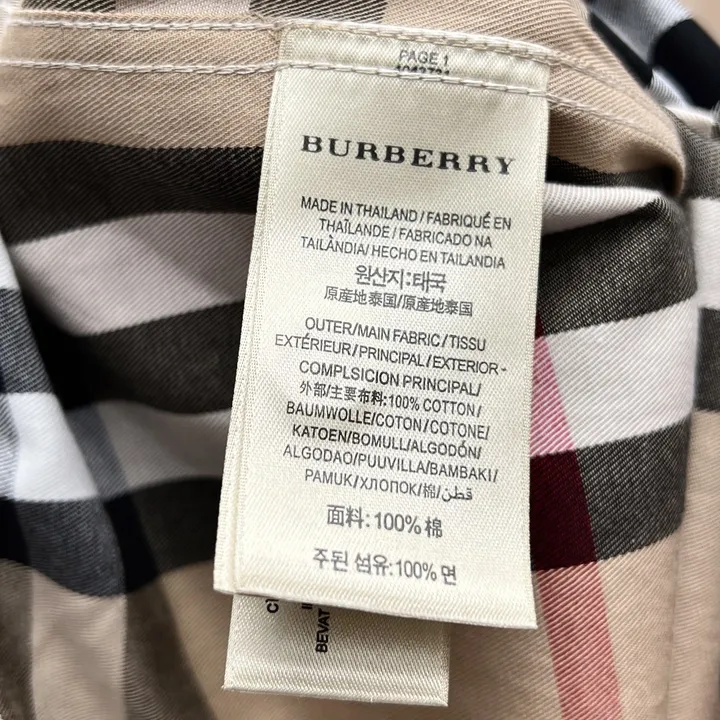 PAGE 1
BURBERRY
MADE IN THAILAND/FABRIQUÉ EN
THAÏLANDE/FABRICADO NA
TAILÀNDIA/HECHO EN TAILANDIA
원산지:태국
原産地泰国/原產地泰国
OUTER/MAIN FABRIC/TISSU
EXTÉRIEUR/PRINCIPAL/EXTERIOR-
COMPLSICION PRINCIPAL/
外部/主要布料:100% COTTON/
BAUMWOLLE/COTON/COTONE/
KATOEN/BOMULL/ALGODÓN/
ALGODAO/PUUVILLA/BAMBAKI/
PAMUK/ХЛОПОК/棉/قطن
面料:100% 棉
주된 섬유:100% 면
BEVAT